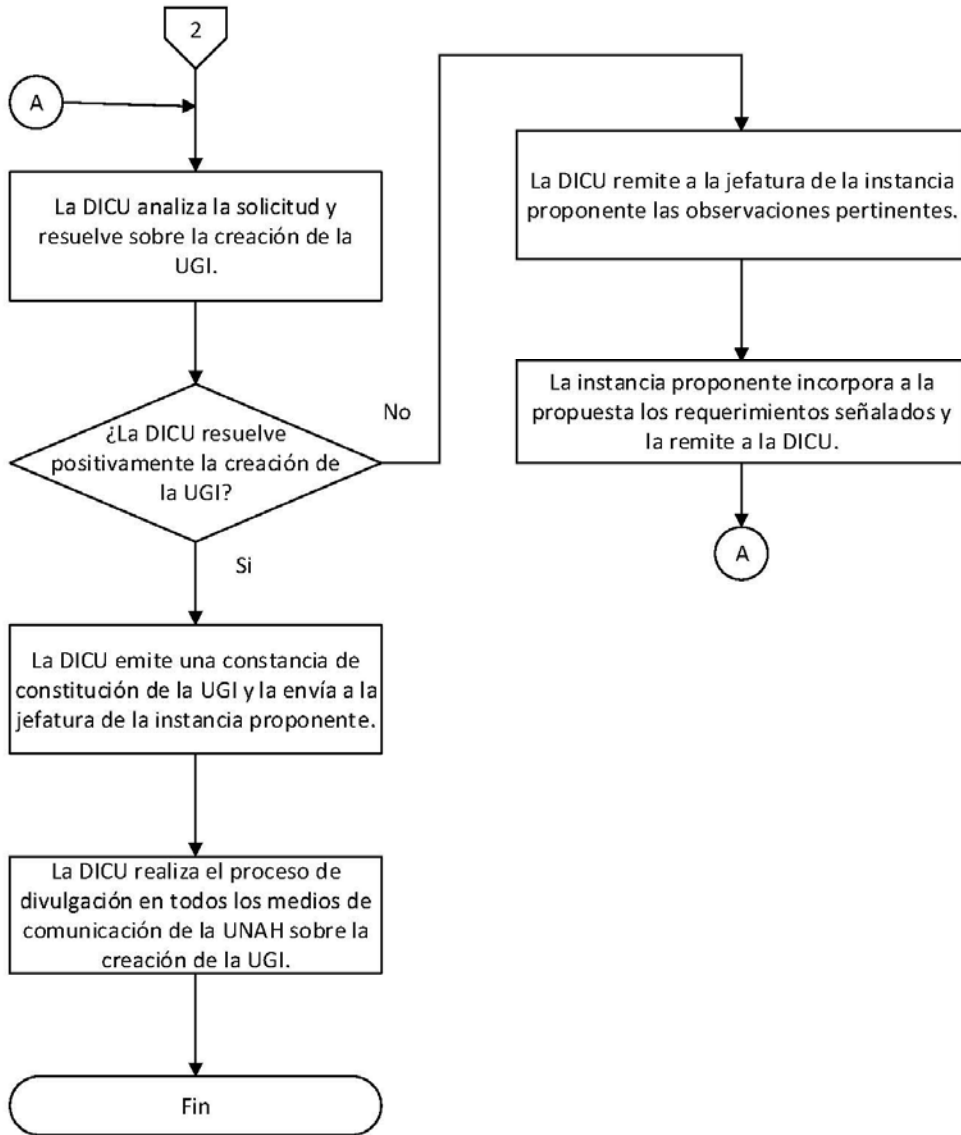 2
A
La DICU analiza la solicitud y
resuelve sobre la creación de la
UGI.
¿La DICU resuelve
positivamente la creación de
la UGI?
No
Si
La DICU emite una constancia de
constitución de la UGI y la envía a la
jefatura de la instancia proponente.
La DICU realiza el proceso de
divulgación en todos los medios de
comunicación de la UNAH sobre la
creación de la UGI.
Fin
La DICU remite a la jefatura de la instancia
proponente las observaciones pertinentes.
La instancia proponente incorpora a la
propuesta los requerimientos señalados y
la remite a la DICU.
A